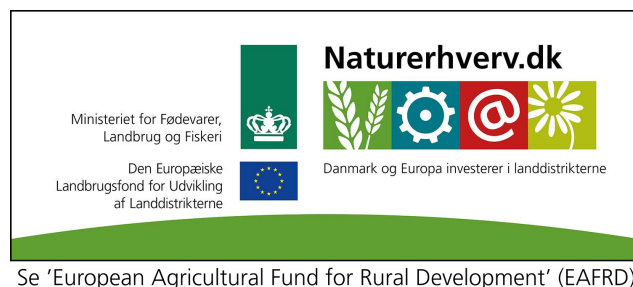 Ministeriet for Fødevarer,
Landbrug og Fiskeri
Den Europæiske
Landbrugsfond for Udvikling
af Landdistrikterne
Naturerhverv.dk
@
Danmark og Europa investerer i landdistrikterne
Se 'European Agricultural Fund for Rural Development' (EAFRD)